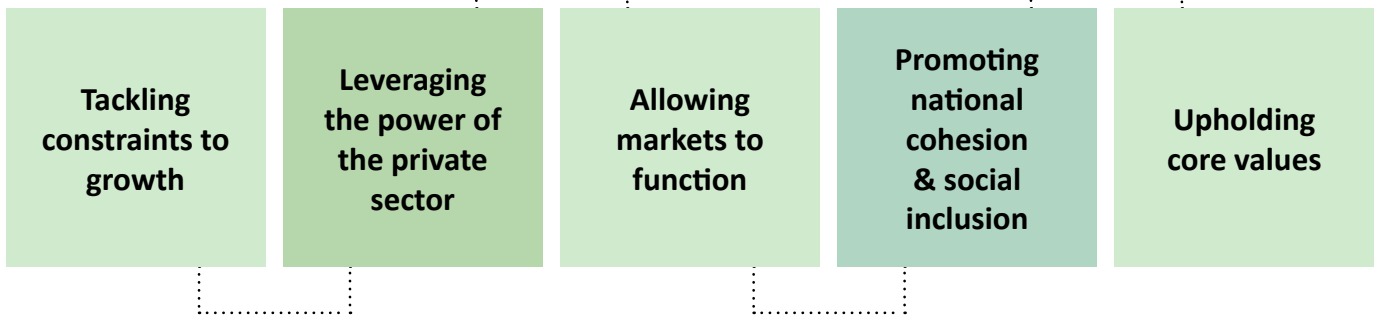 Tackling
constraints to
growth
Leveraging
the power of
the private
sector
Allowing
markets to
function
Promoting
national
cohesion
& social
inclusion
Upholding
core values